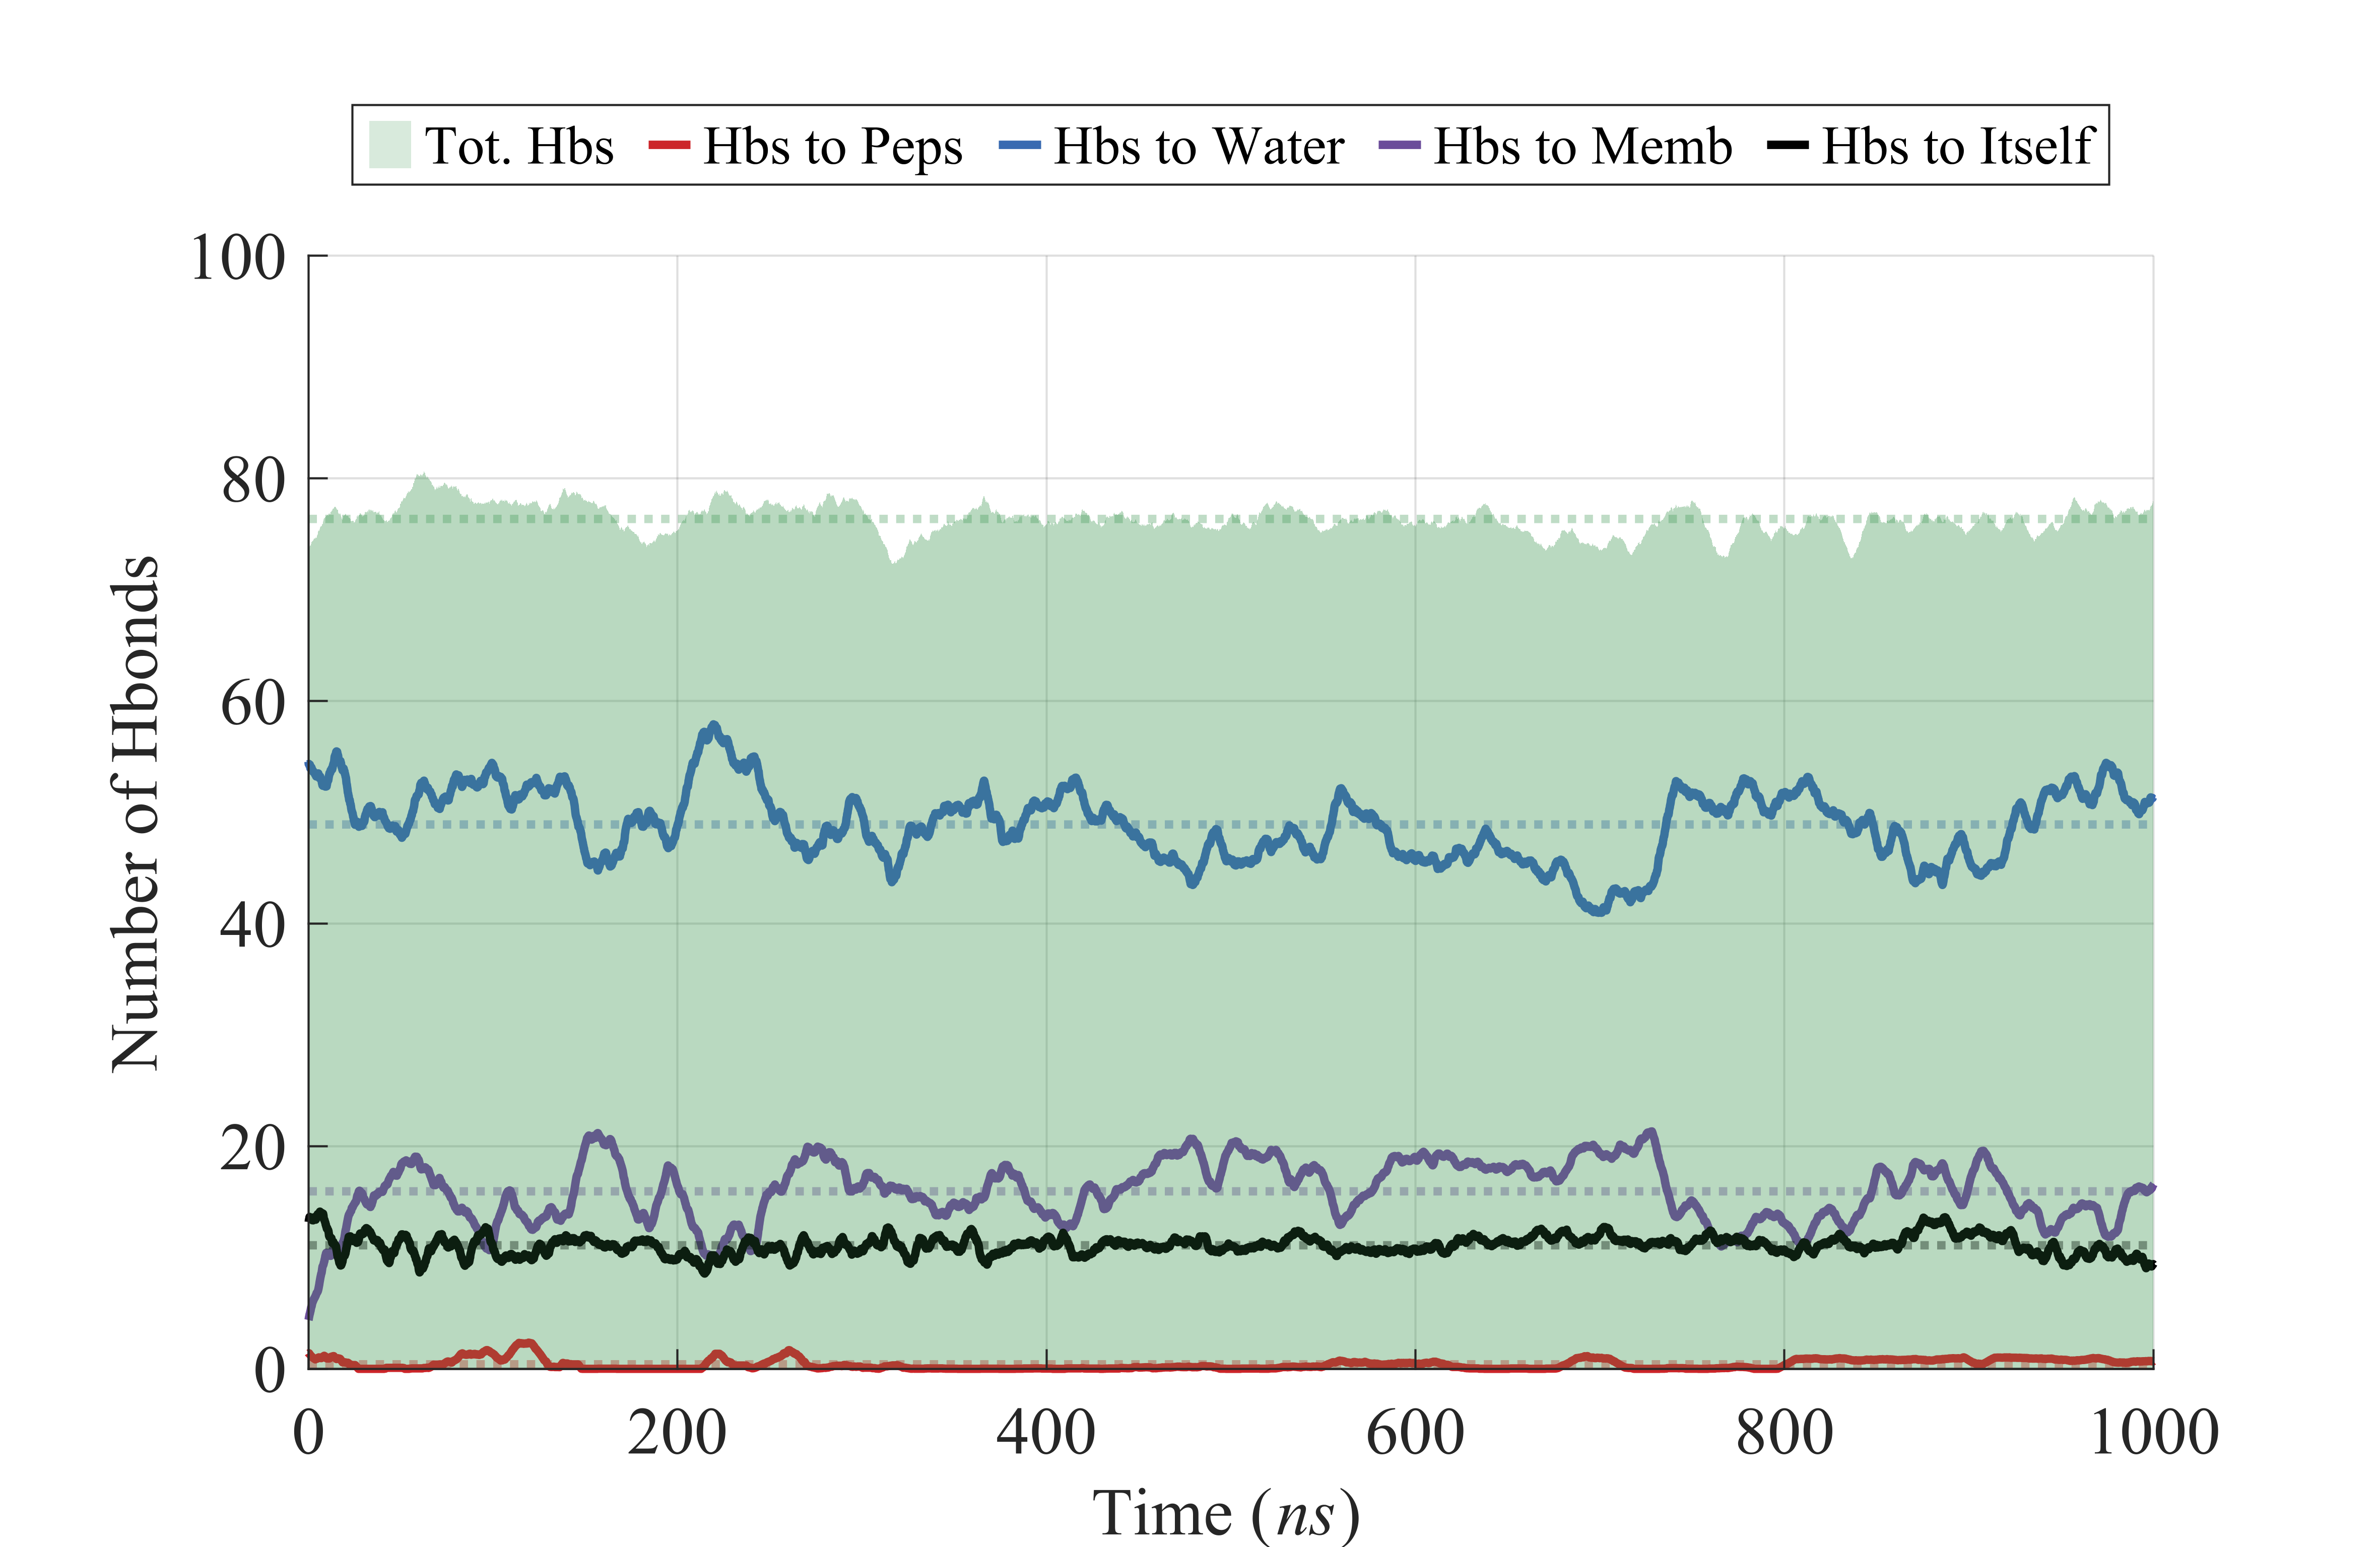 Tot. Hbs Hbs to Peps Hbs to Water Hbs to Memb Hbs to Itself
100
80
60
40
20
0
Number of Hbonds
0 200 400 600 800 1000
Time (ns)